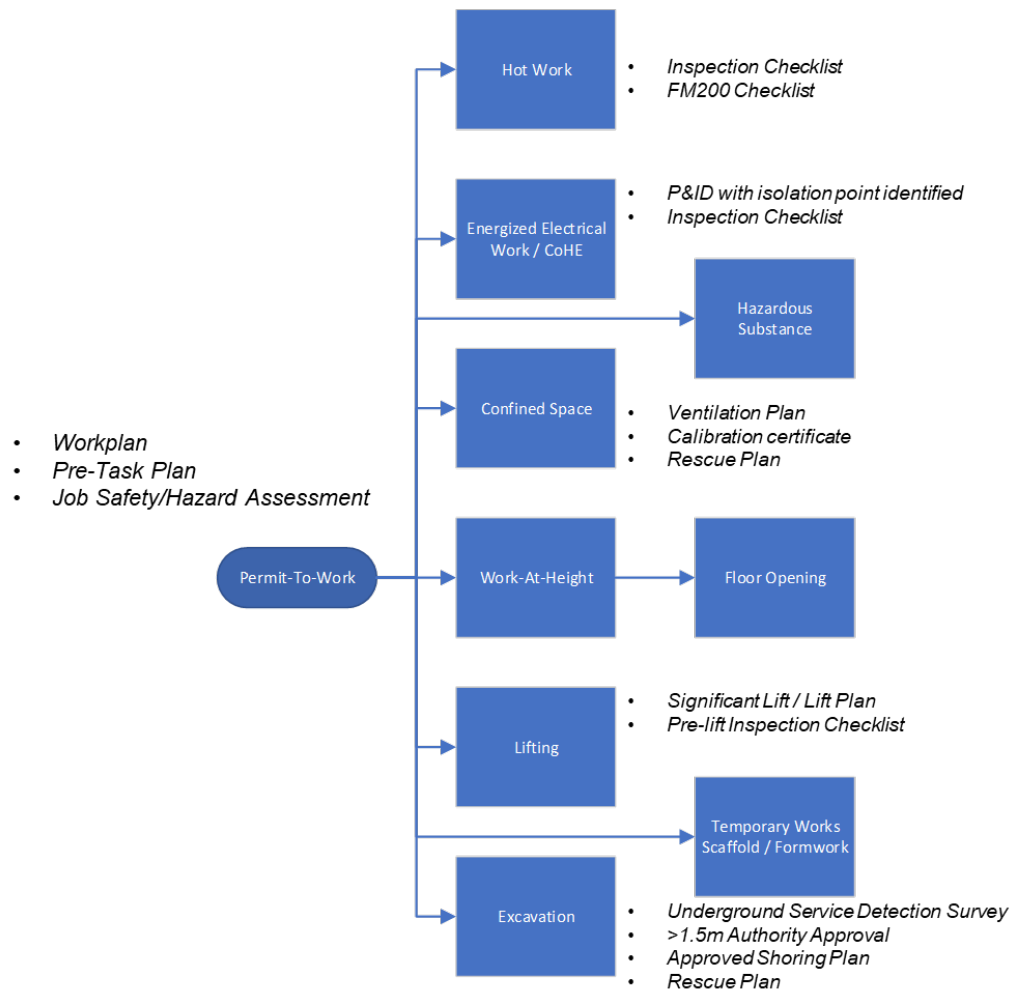 Hot Work
• Inspection Checklist
• FM200 Checklist
Energized Electrical
Work / CoHE
• P&ID with isolation point identified
• Inspection Checklist
Hazardous
Substance
Confined Space
• Ventilation Plan
• Calibration certificate
• Rescue Plan
• Workplan
• Pre-Task Plan
• Job Safety/Hazard Assessment
Permit-To-Work
Work-At-Height
Floor Opening
Lifting
• Significant Lift / Lift Plan
• Pre-lift Inspection Checklist
Temporary Works
Scaffold / Formwork
Excavation
• Underground Service Detection Survey
• >1.5m Authority Approval
• Approved Shoring Plan
• Rescue Plan